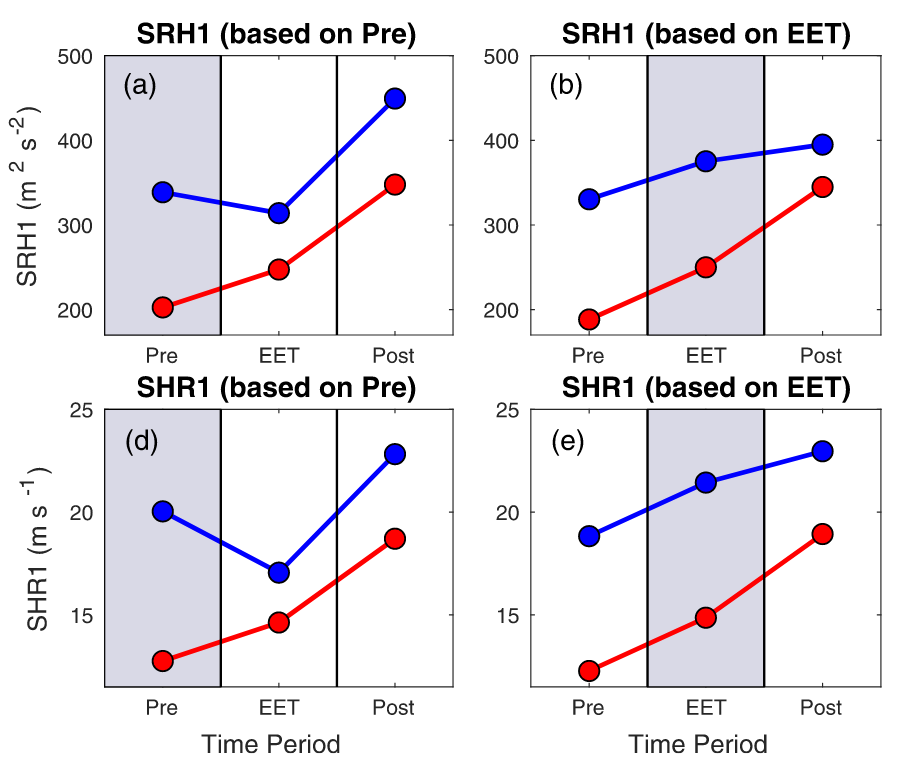 SRH1 (based on Pre) SRH1 (based on EET)
500 500
(a) (b)
400 400
300 300
200 200
SRH1 (m 2 s-2)
Pre EET Post Pre EET Post
SHR1 (based on Pre) SHR1 (based on EET)
25 25
(d) (e)
20 20
15 15
SHR1 (m s -1)
Pre EET Post Pre EET Post
Time Period Time Period